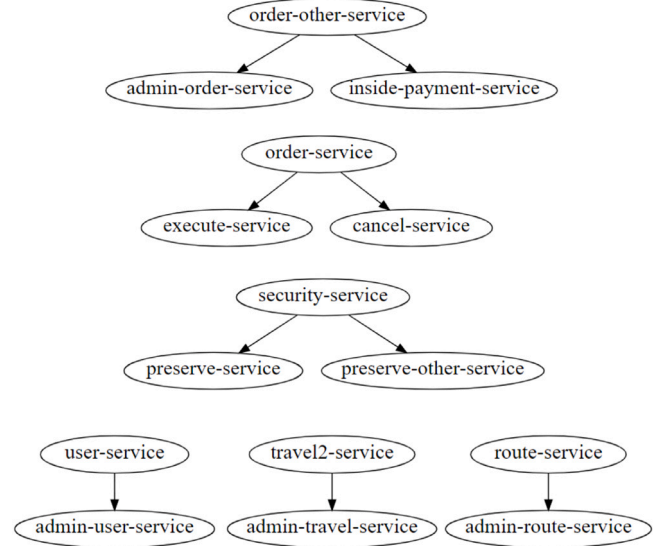 order-other-service
admin-order-service inside-payment-service
order-service
execute-service cancel-service
security-service
preserve-service preserve-other-service
user-service travel2-service route-service
admin-user-service admin-travel-service admin-route-service